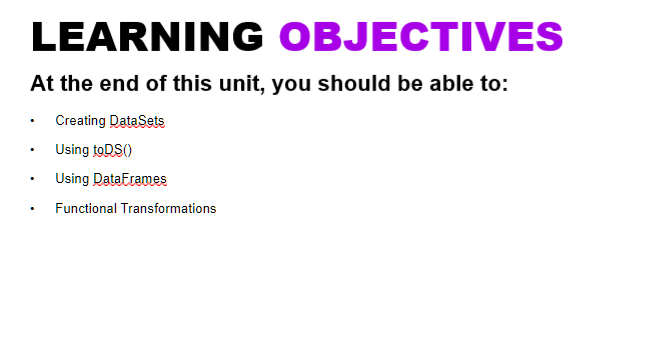 LEARNING OBJECTIVES
At the end of this unit, you should be able to:
• Creating DataSets
• Using toDS()
• Using DataFrames
• Functional Transformations